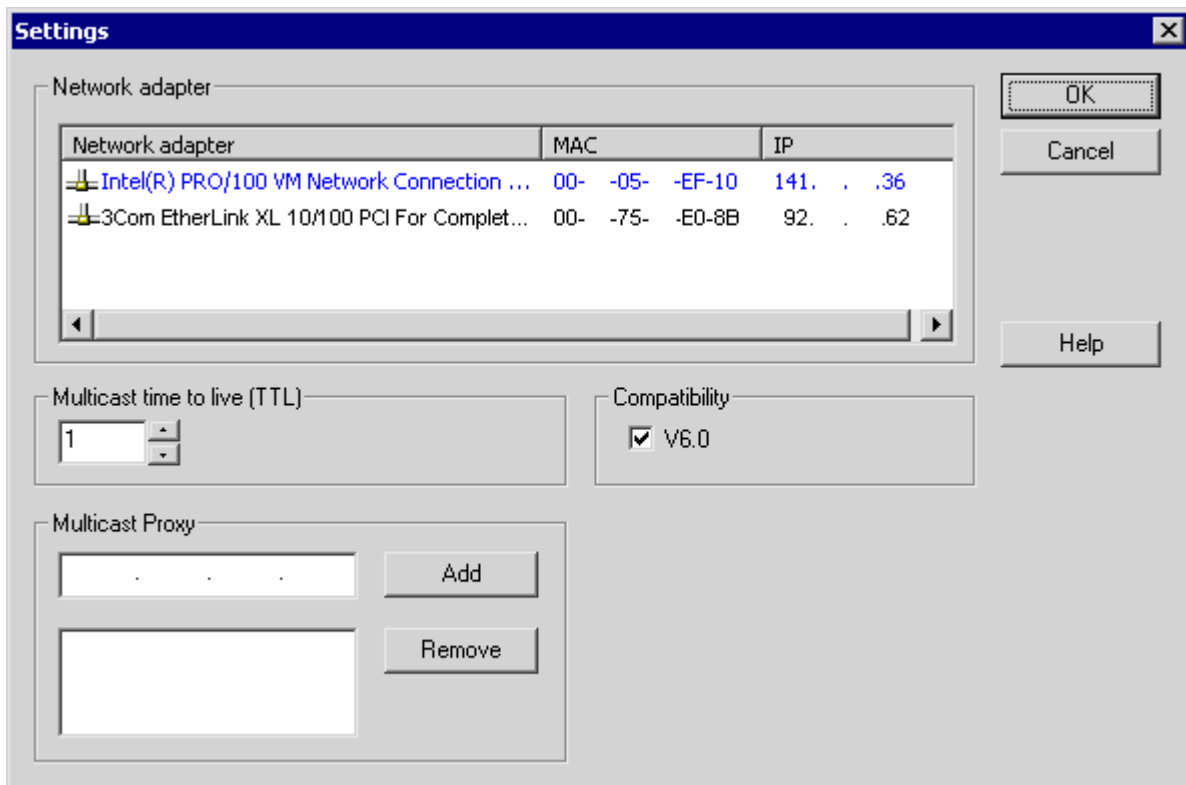 Settings
Network adapter
OK
Network adapter MAC IP
Cancel
Intel(R) PRO/100 VM Network Connection ... 00- -05- -EF-10 141. . .36
3Com EtherLink XL 10/100 PCI For Complet... 00- -75- -E0-8B 92. . .62
Help
Multicast time to live (TTL)
Compatibility
1
V6.0
Multicast Proxy
. . .
Add
Remove